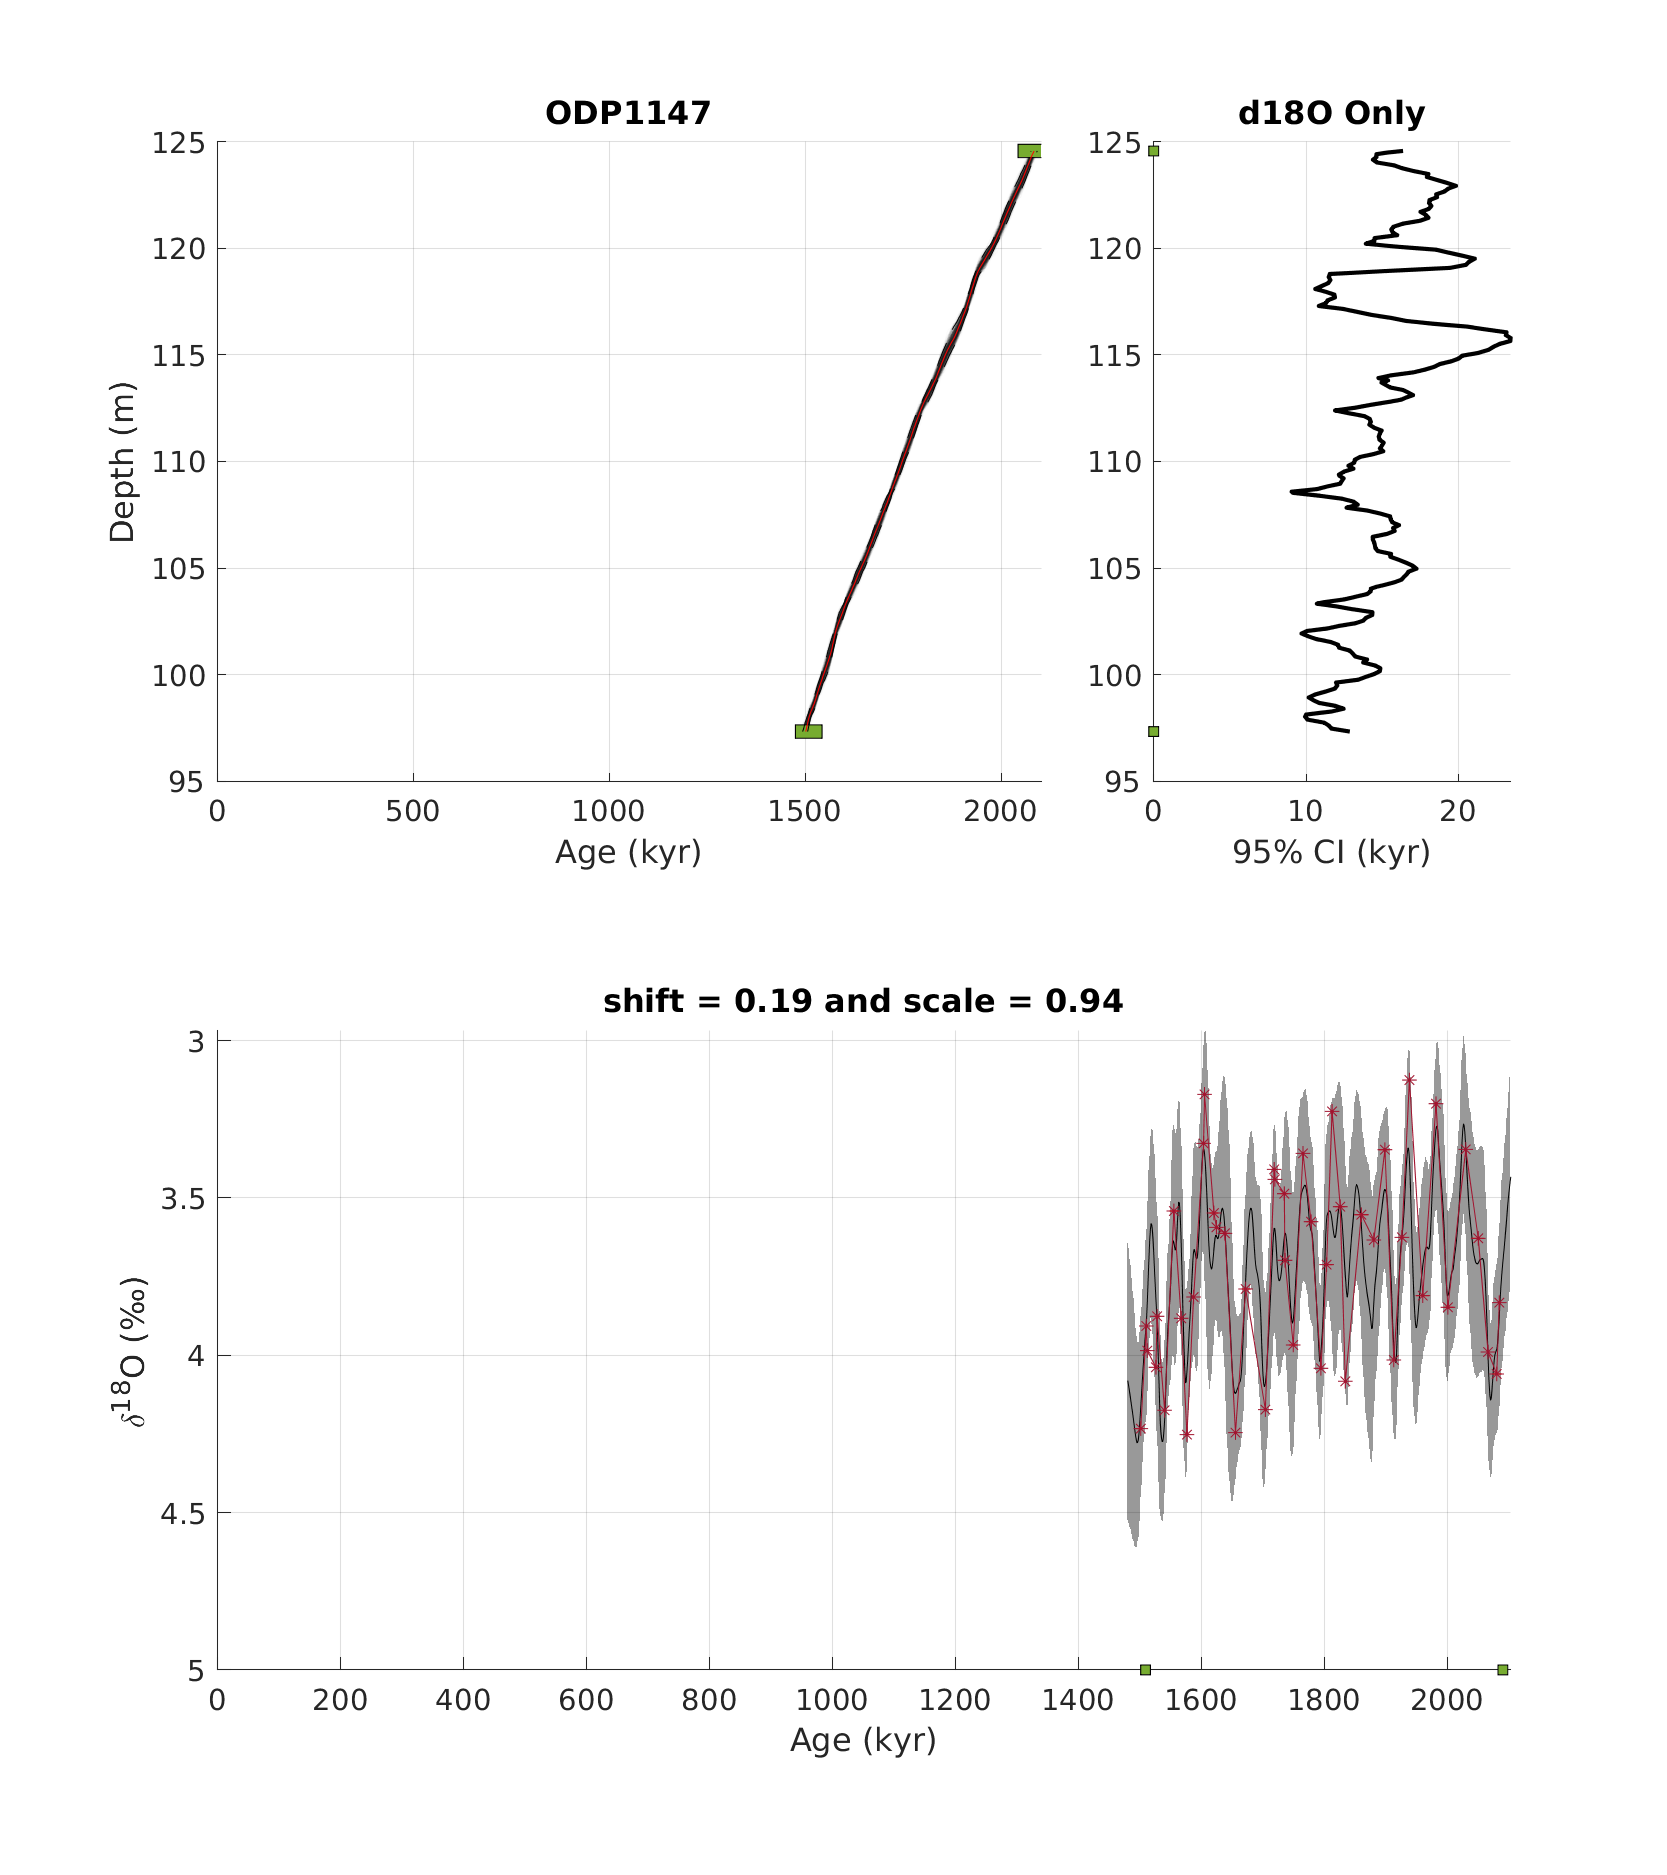 ODP1147
d18O Only
125
120
115
110
105
100
95
Depth (m)
0 500 1000 1500 2000
Age (kyr)
125
120
115
110
105
100
95
0 10 20
95% CI (kyr)
shift = 0.19 and scale = 0.94
3
3.5
4
4.5
5
δ18O (‰)
0 200 400 600 800 1000 1200 1400 1600 1800 2000
Age (kyr)